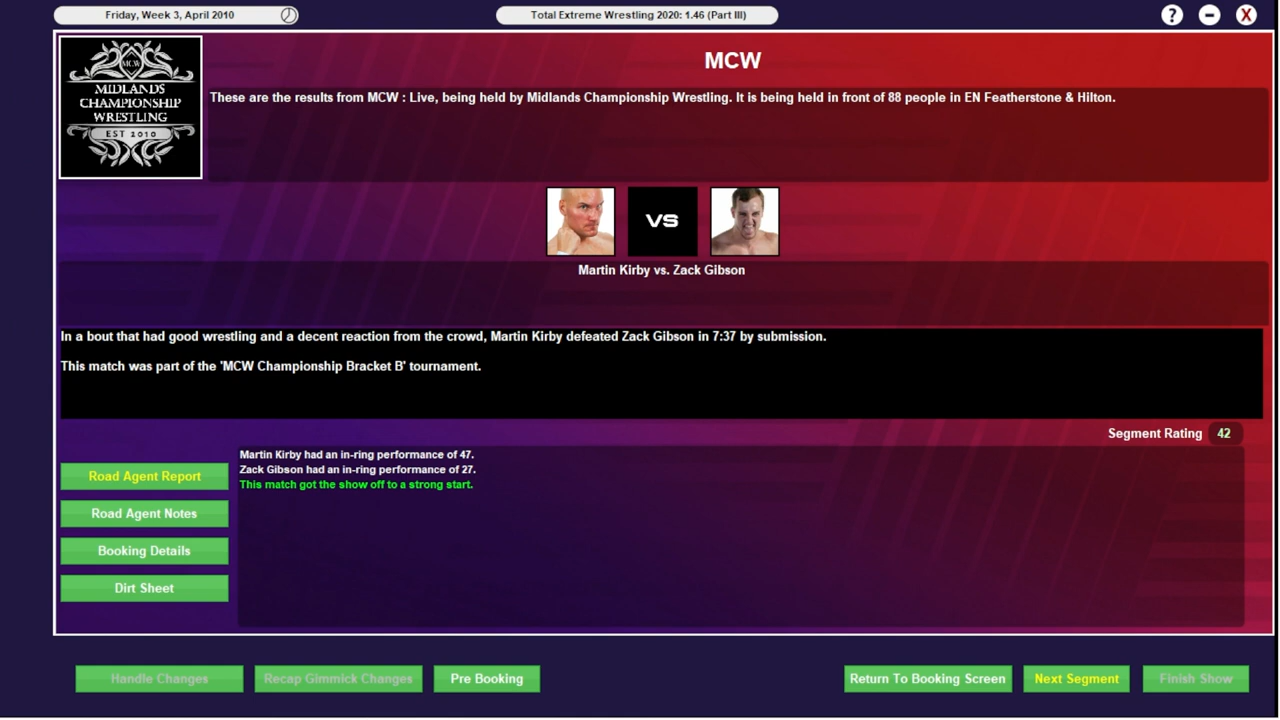 Friday, Week 3, April 2010
Total Extreme Wrestling 2020: 1.46 (Part III)
?
X
MCW
MIDLANDS
CHAMPIONSHIP
WRESTLING
EST 2010
MCW
These are the results from MCW : Live, being held by Midlands Championship Wrestling. It is being held in front of 88 people in EN Featherstone & Hilton.
VS
Martin Kirby vs. Zack Gibson
In a bout that had good wrestling and a decent reaction from the crowd, Martin Kirby defeated Zack Gibson in 7:37 by submission.
This match was part of the 'MCW Championship Bracket B' tournament.
Segment Rating 42
Martin Kirby had an in-ring performance of 47.
Zack Gibson had an in-ring performance of 27.
This match got the show off to a strong start.
Road Agent Report
Road Agent Notes
Booking Details
Dirt Sheet
Handle Changes
Recap Gimmick Changes
Pre Booking
Return To Booking Screen
Next Segment
Finish Show